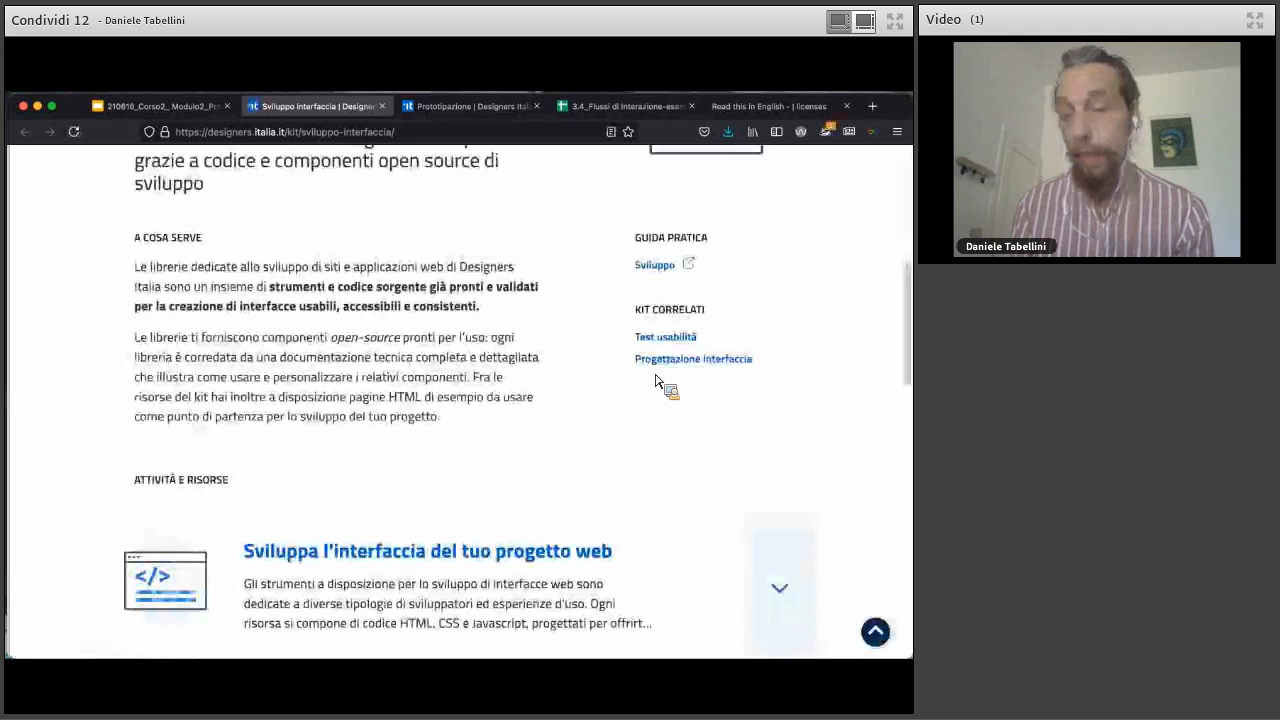 Condividi 12 - Daniele Tabellini
Video (1)
210616_Corso2_ Modulo2_Pr
Sviluppo interfaccia | Designer
Prototipazione | Designers Ital
3.4_Flussi di Interazione-esem
Read this in English - | licenses
https://designers.italia.it/kit/sviluppo-interfaccia/
grazie a codice e componenti open source di
sviluppo
A COSA SERVE
Le librerie dedicate allo sviluppo di siti e applicazioni web di Designers
Italia sono un insieme di strumenti e codice sorgente già pronti e validati
per la creazione di interfacce usabili, accessibili e consistenti.
Le librerie ti forniscono componenti open-source pronti per l'uso: ogni
libreria è corredata da una documentazione tecnica completa e dettagliata
che illustra come usare e personalizzare i relativi componenti. Fra le
risorse del kit hai inoltre a disposizione pagine HTML di esempio da usare
come punto di partenza per lo sviluppo del tuo progetto.
GUIDA PRATICA
Sviluppo
KIT CORRELATI
Test usabilità
Progettazione interfaccia
ATTIVITÀ E RISORSE
Sviluppa l'interfaccia del tuo progetto web
Gli strumenti a disposizione per lo sviluppo di interfacce web sono
dedicate a diverse tipologie di sviluppatori ed esperienze d'uso. Ogni
risorsa si compone di codice HTML, CSS e Javascript, progettati per offrirt...
Daniele Tabellini